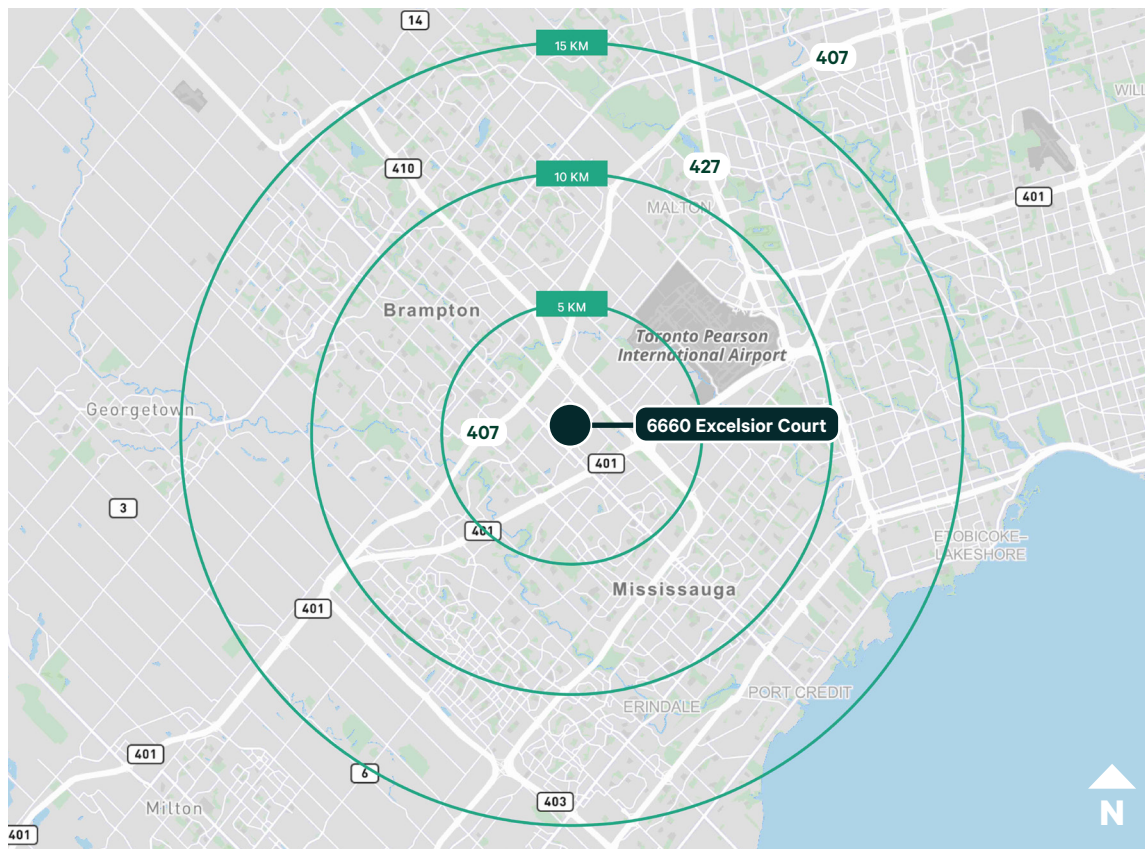 14
15 KM
407
WILL
410
10 KM
427
401
MALTON
Brampton
5 KM
Toronto Pearson
International Airport
Georgetown
407
6660 Excelsior Court
401
3
401
ETOBICOKE–
LAKESHORE
401
Mississauga
ERINDALE
PORT CREDIT
401
6
403
Milton
401
N